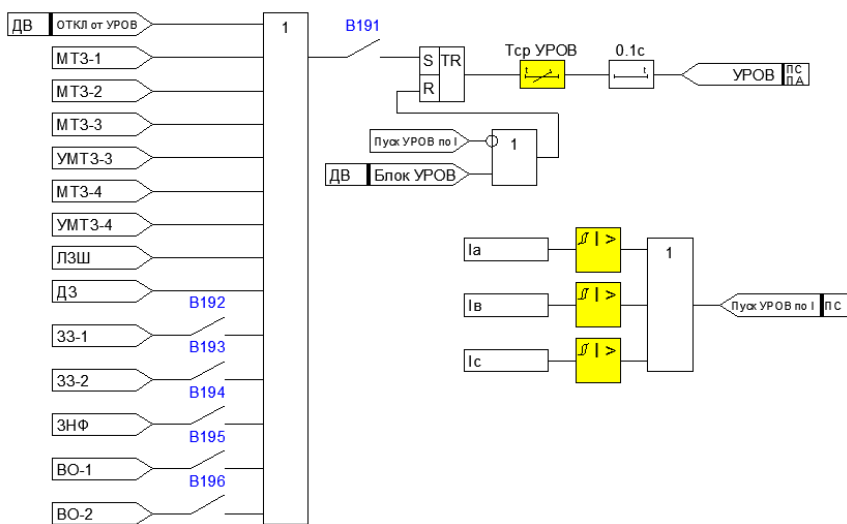 ДВ ОТКЛ от УРОВ
МТЗ-1
МТЗ-2
МТЗ-3
УМТЗ-3
МТЗ-4
УМТЗ-4
ЛЗШ
ДЗ
В192
ЗЗ-1
В193
ЗЗ-2
В194
ЗНФ
В195
ВО-1
В196
ВО-2
1
В191
S TR
R
Тср УРОВ
t
0.1с
t
УРОВ ПС ПА
Пуск УРОВ по I
ДВ Блок УРОВ
1
Iа
I >
Iв
I >
Iс
I >
1
Пуск УРОВ по I ПС